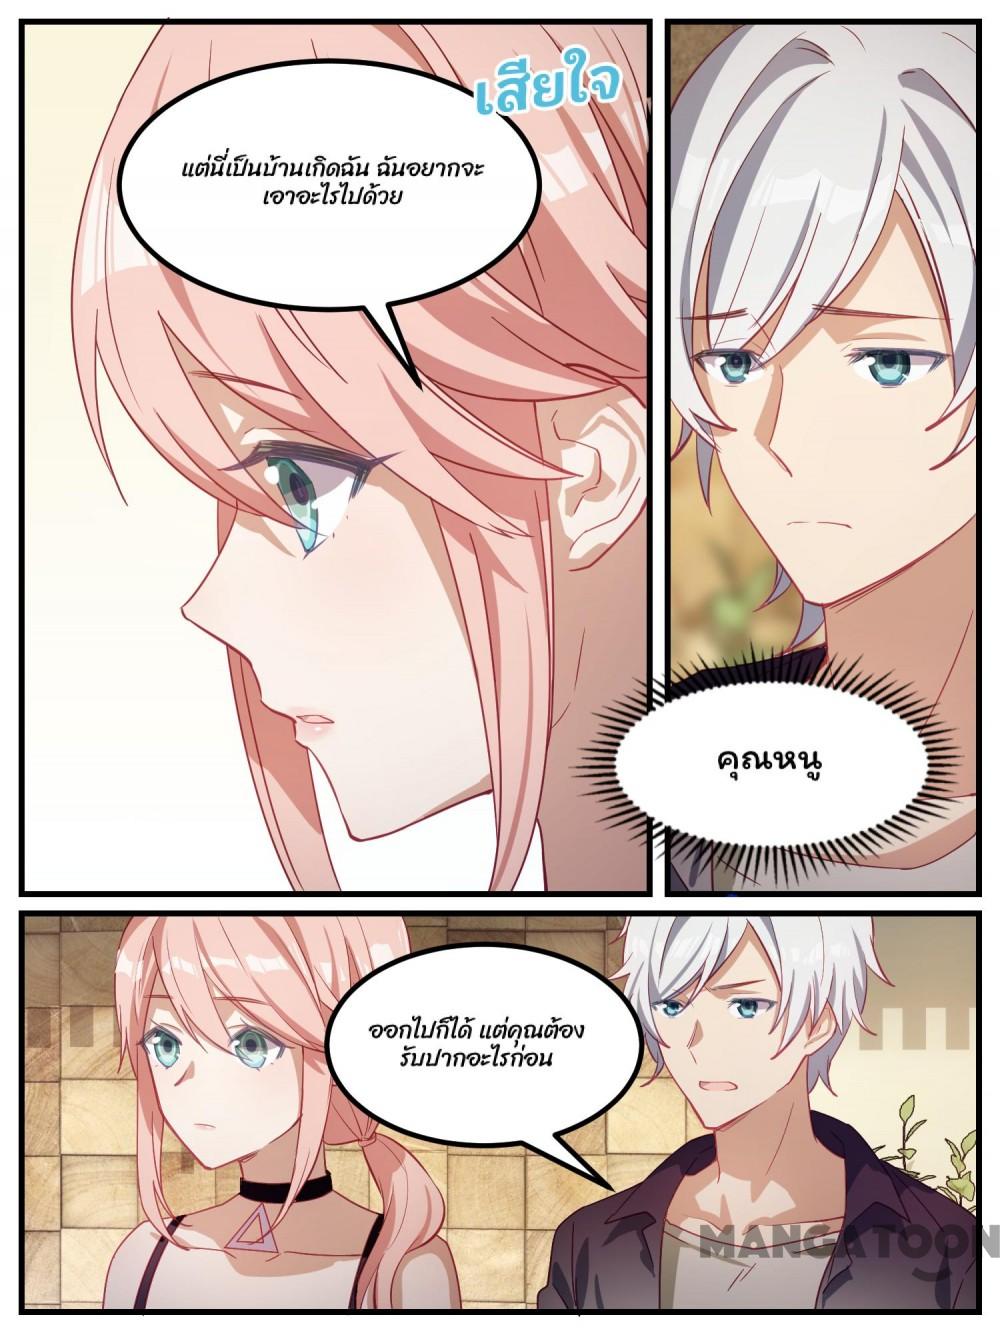 เสียใจ
แต่นี่เป็นบ้านเกิดฉัน ฉันอยากจะ
เอาอะไรไปด้วย
คุณหนู
ออกไปก็ได้ แต่คุณต้อง
รับปากอะไรก่อน
MANGATOON